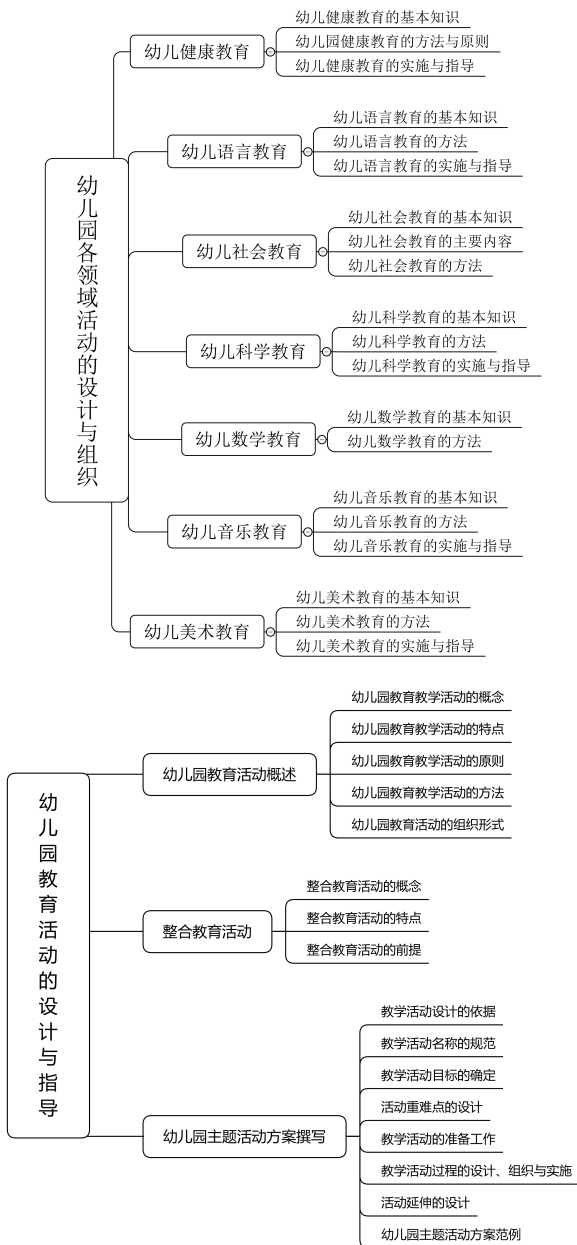 幼儿园各领域活动的设计与组织
幼儿健康教育
幼儿健康教育的基本知识
幼儿园健康教育的方法与原则
幼儿健康教育的实施与指导
幼儿语言教育
幼儿语言教育的基本知识
幼儿语言教育的方法
幼儿语言教育的实施与指导
幼儿社会教育
幼儿社会教育的基本知识
幼儿社会教育的主要内容
幼儿社会教育的方法
幼儿科学教育
幼儿科学教育的基本知识
幼儿科学教育的方法
幼儿科学教育的实施与指导
幼儿数学教育
幼儿数学教育的基本知识
幼儿数学教育的方法
幼儿音乐教育
幼儿音乐教育的基本知识
幼儿音乐教育的方法
幼儿音乐教育的实施与指导
幼儿美术教育
幼儿美术教育的基本知识
幼儿美术教育的方法
幼儿美术教育的实施与指导
幼儿园教育活动的设计与指导
幼儿园教育活动概述
幼儿园教育教学活动的概念
幼儿园教育教学活动的特点
幼儿园教育教学活动的原则
幼儿园教育教学活动的方法
幼儿园教育活动的组织形式
整合教育活动
整合教育活动的概念
整合教育活动的特点
整合教育活动的前提
幼儿园主题活动方案撰写
教学活动设计的依据
教学活动名称的规范
教学活动目标的确定
活动重难点的设计
教学活动的准备工作
教学活动过程的设计、组织与实施
活动延伸的设计
幼儿园主题活动方案范例